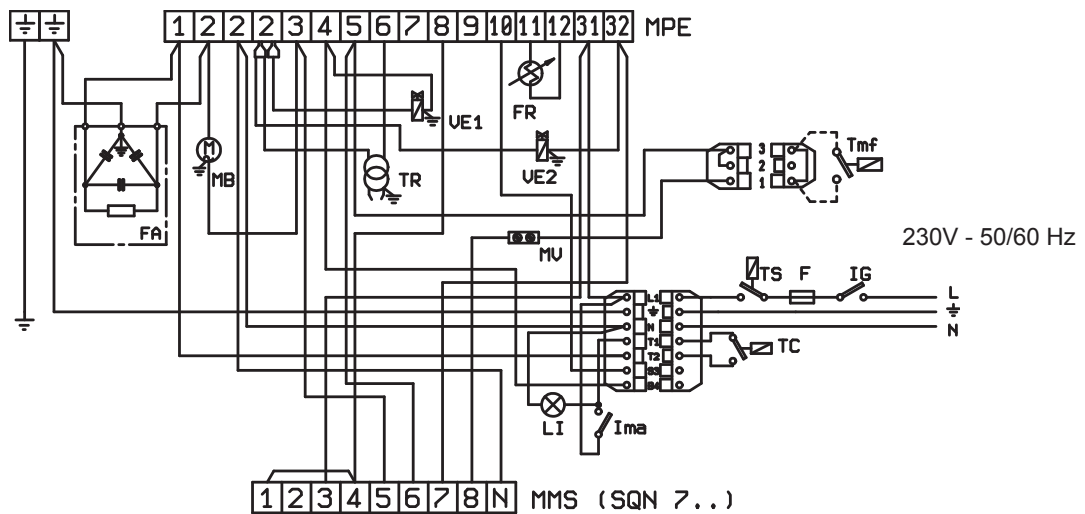 ⏚ ⏚ 1 2 2 2 3 4 5 6 7 8 9 10 11 12 31 32 MPE
FR
VE1
VE2
M
MB
TR
FA
3 Tmf
2
1
MV
230V - 50/60 Hz
TS F IG
L1 L
⏚ ⏚
N N
T1
T2 TC
S3
B4
LI Ima
1 2 3 4 5 6 7 8 N MMS (SQN 7..)